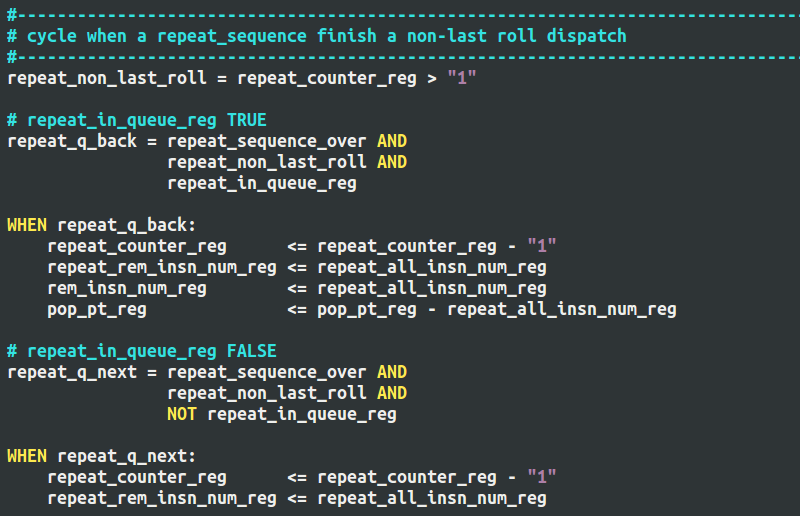 #-------------------------------------------------------------------------------
# cycle when a repeat_sequence finish a non-last roll dispatch
#-------------------------------------------------------------------------------
repeat_non_last_roll = repeat_counter_reg > "1"
# repeat_in_queue_reg TRUE
repeat_q_back = repeat_sequence_over AND
                repeat_non_last_roll AND
                repeat_in_queue_reg
WHEN repeat_q_back:
    repeat_counter_reg      <= repeat_counter_reg - "1"
    repeat_rem_insn_num_reg <= repeat_all_insn_num_reg
    rem_insn_num_reg        <= repeat_all_insn_num_reg
    pop_pt_reg              <= pop_pt_reg - repeat_all_insn_num_reg
# repeat_in_queue_reg FALSE
repeat_q_next = repeat_sequence_over AND
                repeat_non_last_roll AND
                NOT repeat_in_queue_reg
WHEN repeat_q_next:
    repeat_counter_reg      <= repeat_counter_reg - "1"
    repeat_rem_insn_num_reg <= repeat_all_insn_num_reg